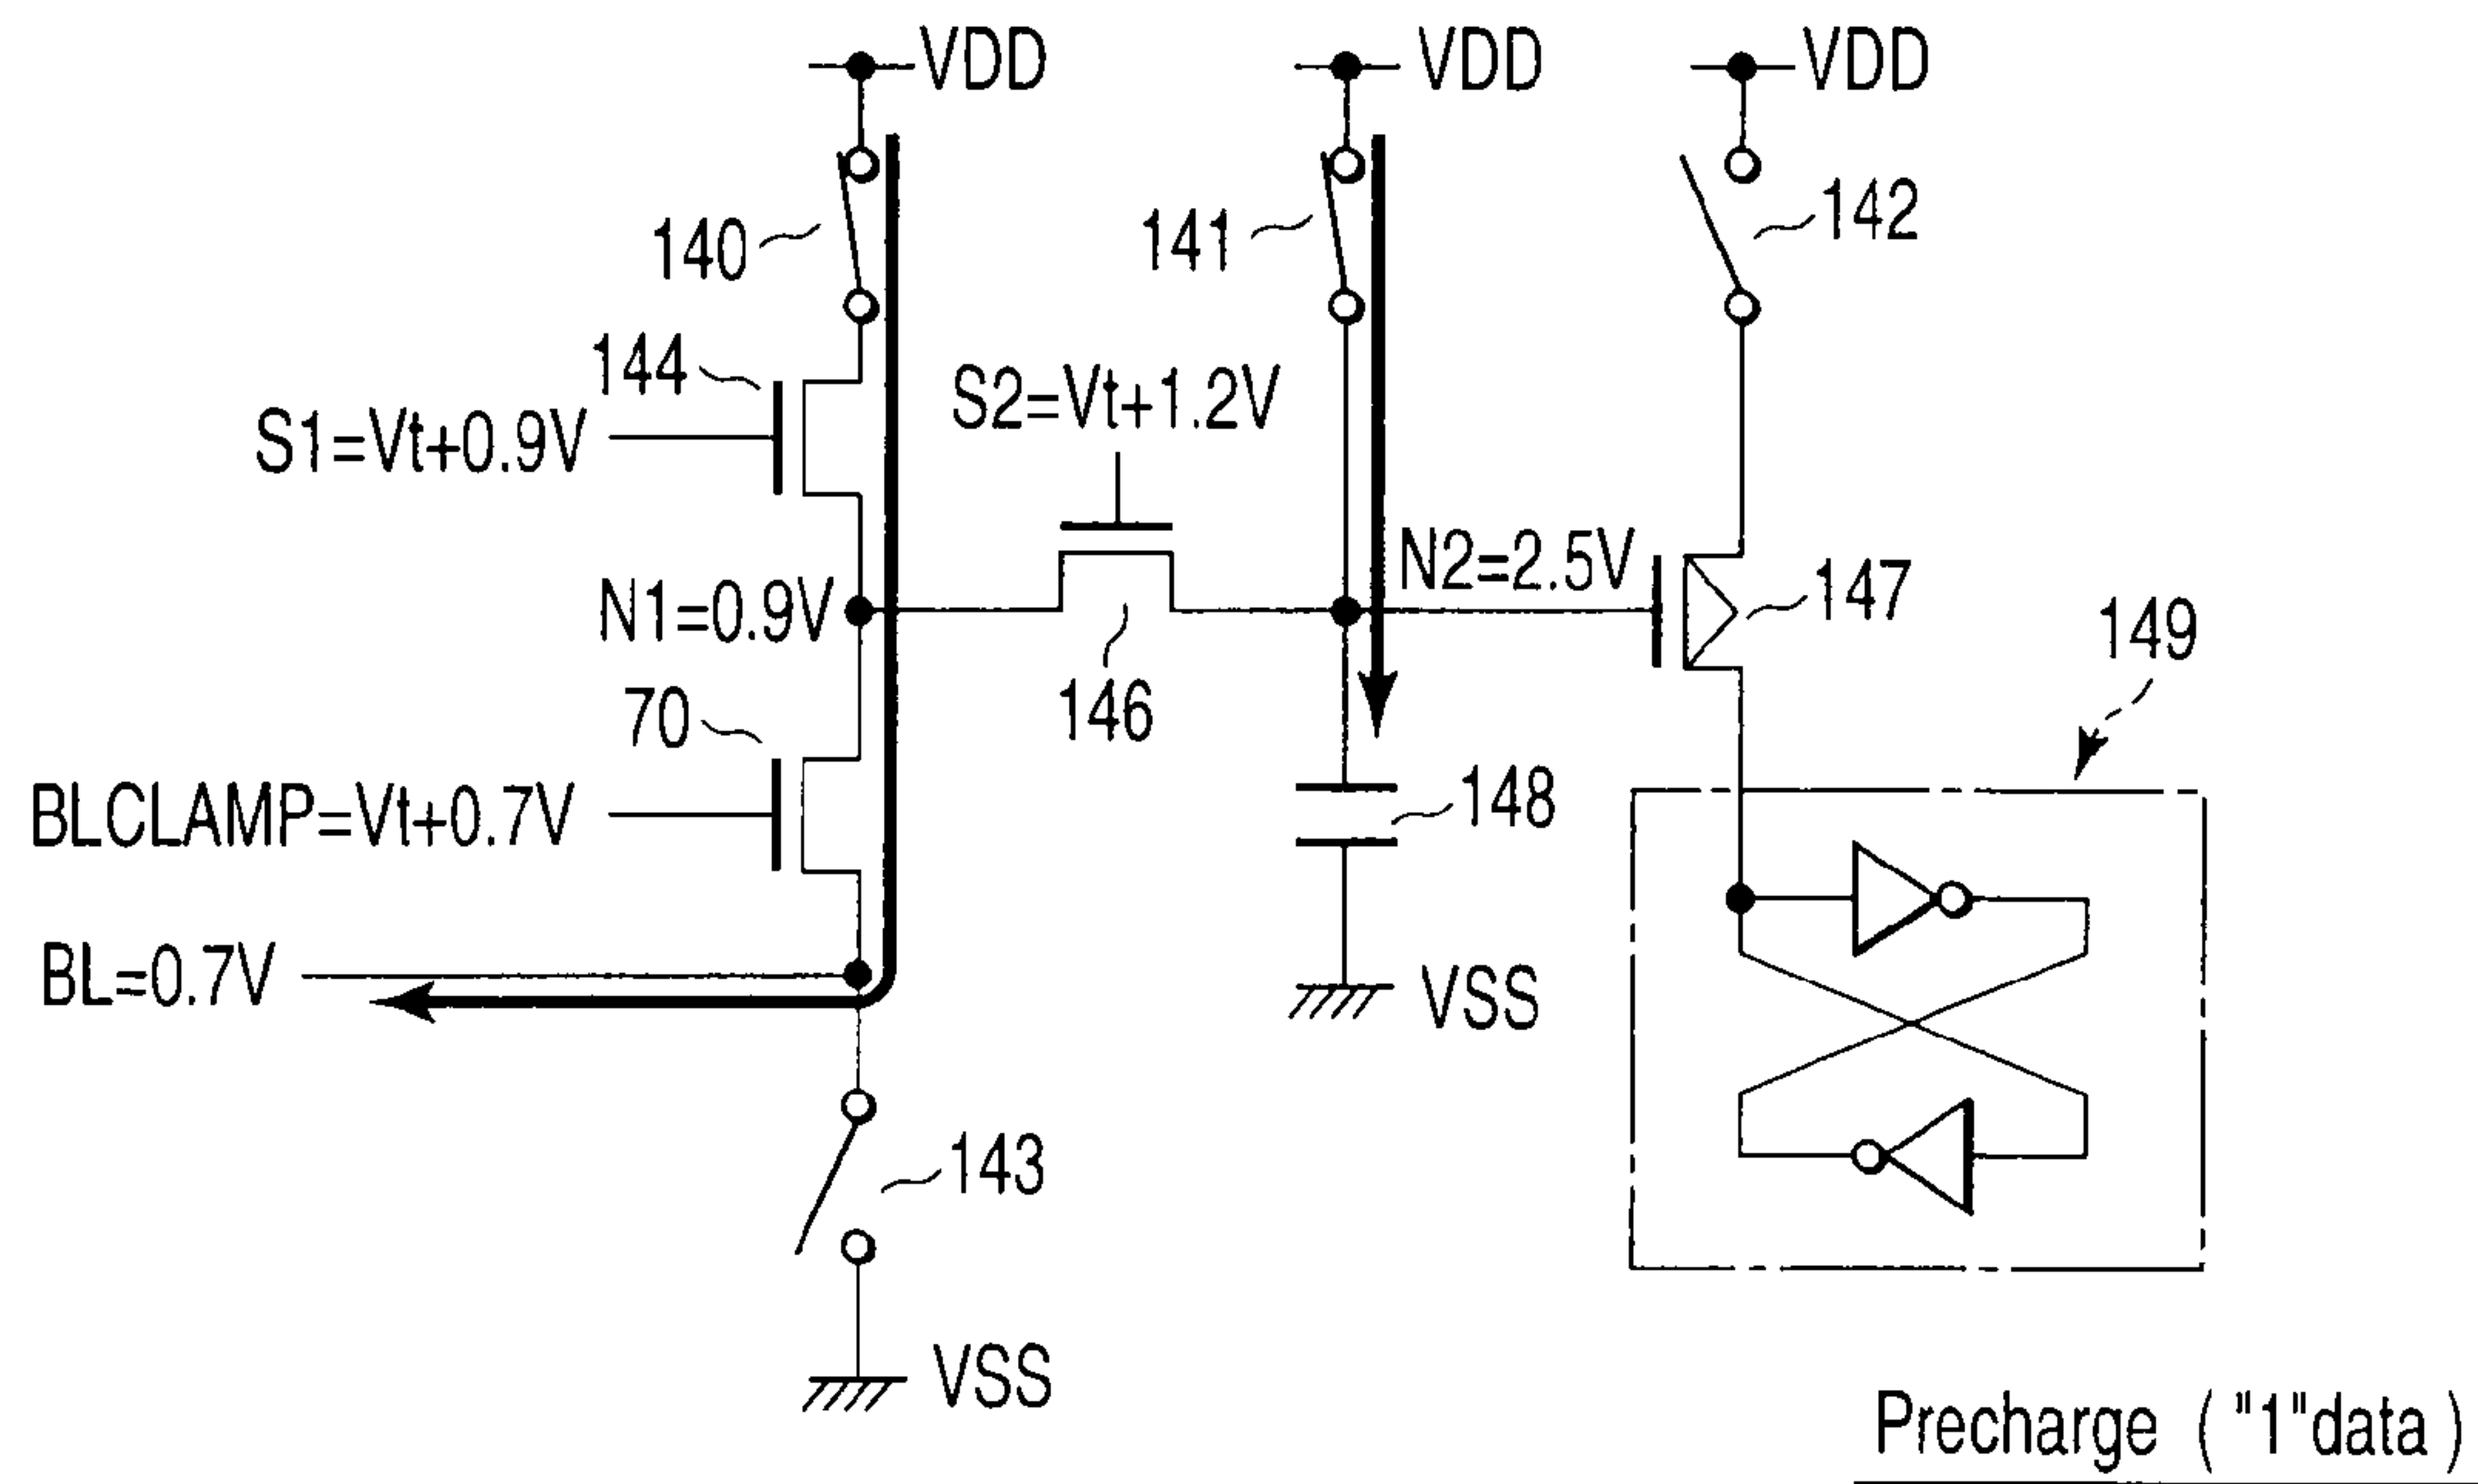 VDD
VDD
VDD
140
141
142
144
S1=Vt+0.9V
S2=Vt+1.2V
N1=0.9V
N2=2.5V
147
149
146
70
BLCLAMP=Vt+0.7V
148
BL=0.7V
VSS
143
VSS
Precharge ( "1"data )